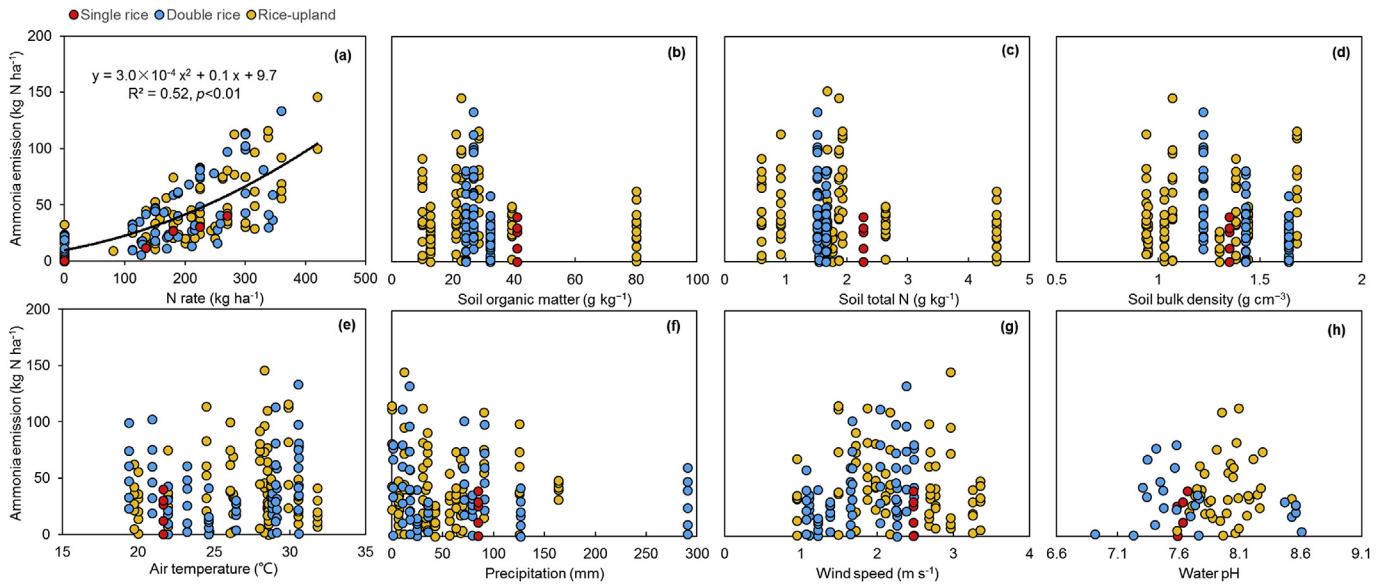 Single rice Double rice Rice-upland
200
150
100
50
0
Ammonia emission (kg N ha⁻¹)
(a)
y = 3.0×10⁻⁴ x² + 0.1 x + 9.7
R² = 0.52, p<0.01
0 100 200 300 400 500
N rate (kg ha⁻¹)
(b)
0 20 40 60 80 100
Soil organic matter (g kg⁻¹)
(c)
0 1 2 3 4 5
Soil total N (g kg⁻¹)
(d)
0.5 1 1.5 2
Soil bulk density (g cm⁻³)
200
150
100
50
0
Ammonia emission (kg N ha⁻¹)
(e)
15 20 25 30 35
Air temperature (℃)
(f)
0 50 100 150 200 250 300
Precipitation (mm)
(g)
0 1 2 3 4
Wind speed (m s⁻¹)
(h)
6.6 7.1 7.6 8.1 8.6 9.1
Water pH